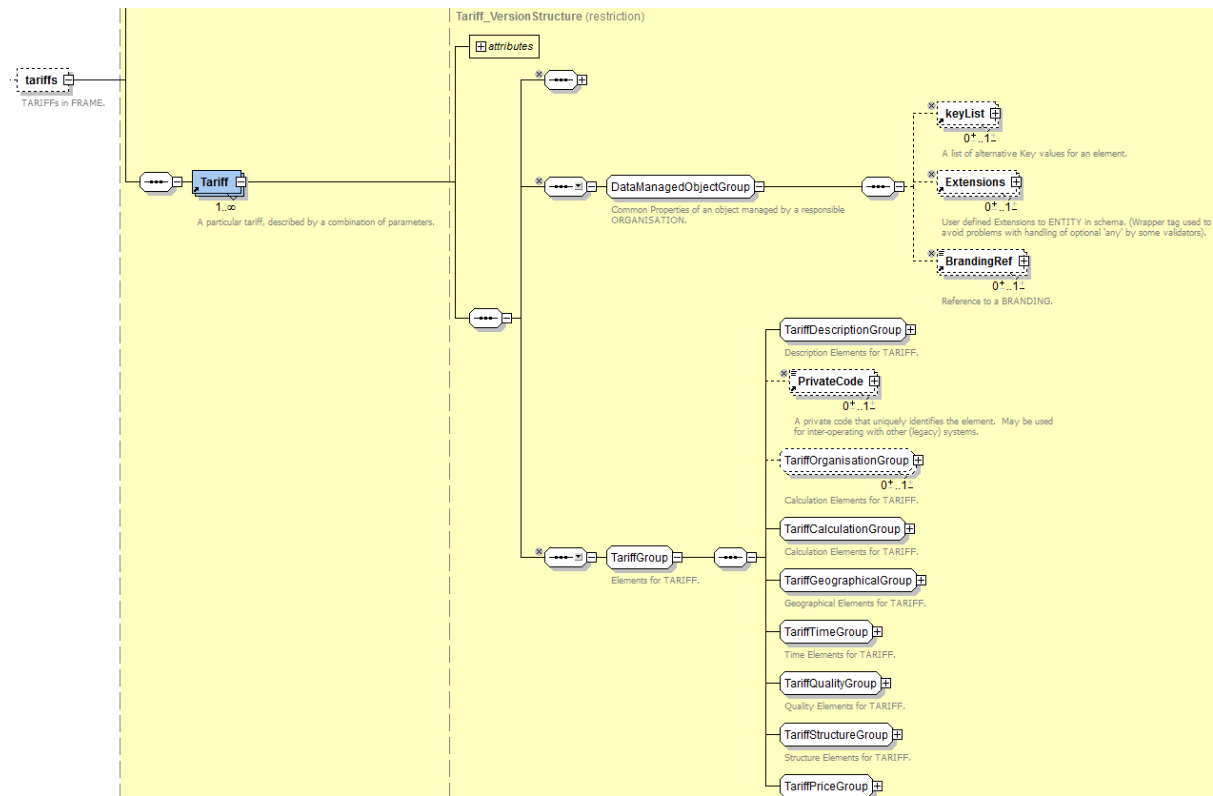 Tariff_VersionStructure (restriction)
attributes
tariffs
TARIFFs in FRAME.
keyList
0..1
A list of alternative Key values for an element.
Tariff
1..∞
A particular tariff, described by a combination of parameters.
DataManagedObjectGroup
Common Properties of an object managed by a responsible
ORGANISATION.
Extensions
0..1
User defined Extensions to ENTITY in schema. (Wrapper tag used to
avoid problems with handling of optional 'any' by some validators).
BrandingRef
0..1
Reference to a BRANDING.
TariffDescriptionGroup
Description Elements for TARIFF.
PrivateCode
0..1
A private code that uniquely identifies the element. May be used
for inter-operating with other (legacy) systems.
TariffOrganisationGroup
0..1
Calculation Elements for TARIFF.
TariffCalculationGroup
Calculation Elements for TARIFF.
TariffGroup
Elements for TARIFF.
TariffGeographicalGroup
Geographical Elements for TARIFF.
TariffTimeGroup
Time Elements for TARIFF.
TariffQualityGroup
Quality Elements for TARIFF.
TariffStructureGroup
Structure Elements for TARIFF.
TariffPriceGroup